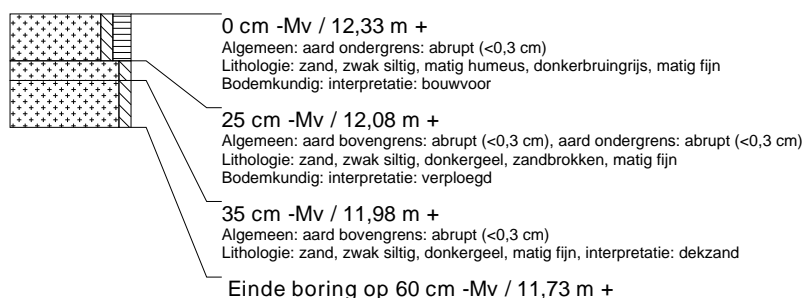 0 cm -Mv / 12,33 m +
Algemeen: aard ondergrens: abrupt (<0,3 cm)
Lithologie: zand, zwak siltig, matig humeus, donkerbruingrijs, matig fijn
Bodemkundig: interpretatie: bouwvoor
25 cm -Mv / 12,08 m +
Algemeen: aard bovengrens: abrupt (<0,3 cm), aard ondergrens: abrupt (<0,3 cm)
Lithologie: zand, zwak siltig, donkergeel, zandbrokken, matig fijn
Bodemkundig: interpretatie: verploegd
35 cm -Mv / 11,98 m +
Algemeen: aard bovengrens: abrupt (<0,3 cm)
Lithologie: zand, zwak siltig, donkergeel, matig fijn, interpretatie: dekzand
Einde boring op 60 cm -Mv / 11,73 m +